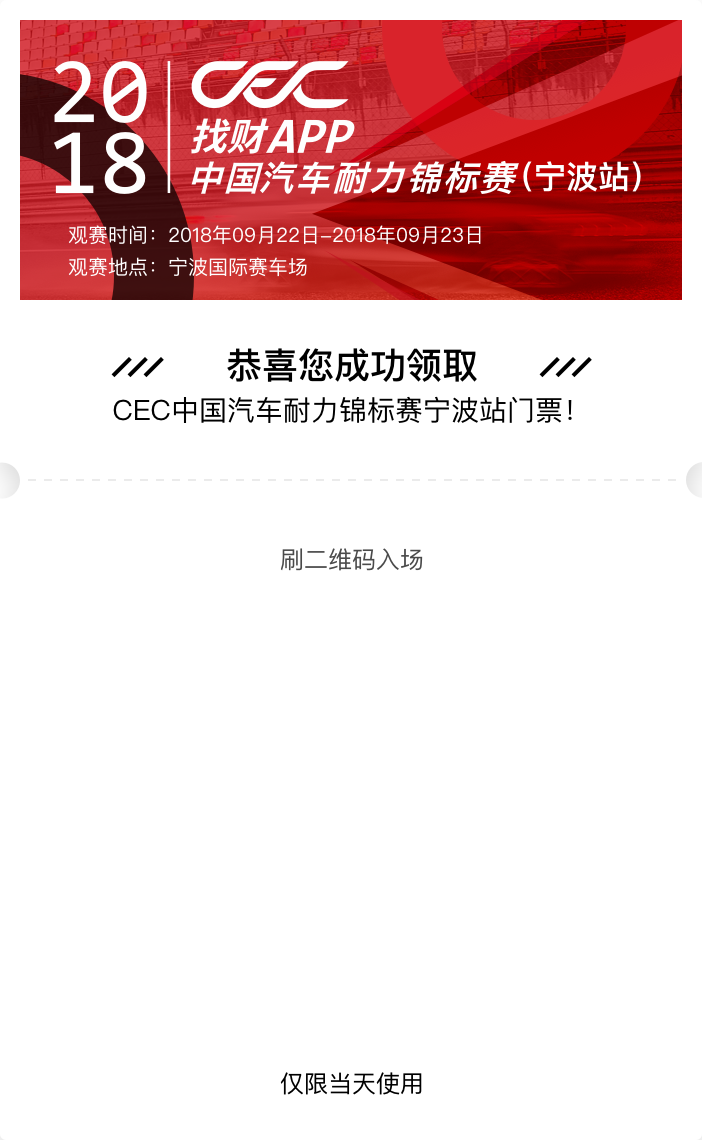 2018
CEC
找财APP
中国汽车耐力锦标赛(宁波站)
观赛时间：2018年09月22日-2018年09月23日
观赛地点：宁波国际赛车场
恭喜您成功领取
CEC中国汽车耐力锦标赛宁波站门票！
刷二维码入场
仅限当天使用